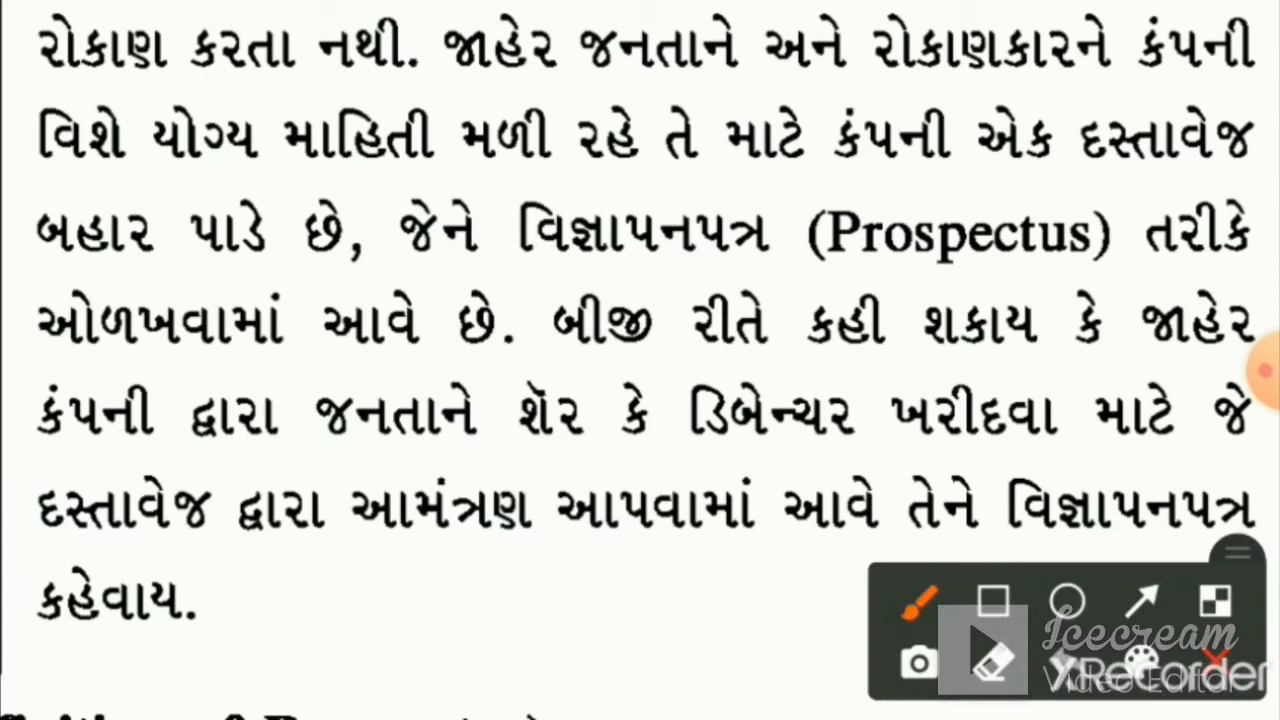 રોકાણ કરતા નથી. જાહેર જનતાને અને રોકાણકારને કંપની
વિશે યોગ્ય માહિતી મળી રહે તે માટે કંપની એક દસ્તાવેજ
બહાર પાડે છે, જેને વિજ્ઞાપનપત્ર (Prospectus) તરીકે
ઓળખવામાં આવે છે. બીજી રીતે કહી શકાય કે જાહેર
કંપની દ્વારા જનતાને શૅર કે ડિબેન્ચર ખરીદવા માટે જે
દસ્તાવેજ દ્વારા આમંત્રણ આપવામાં આવે તેને વિજ્ઞાપનપત્ર
કહેવાય.
Icecream
Video Editor
XRecorder